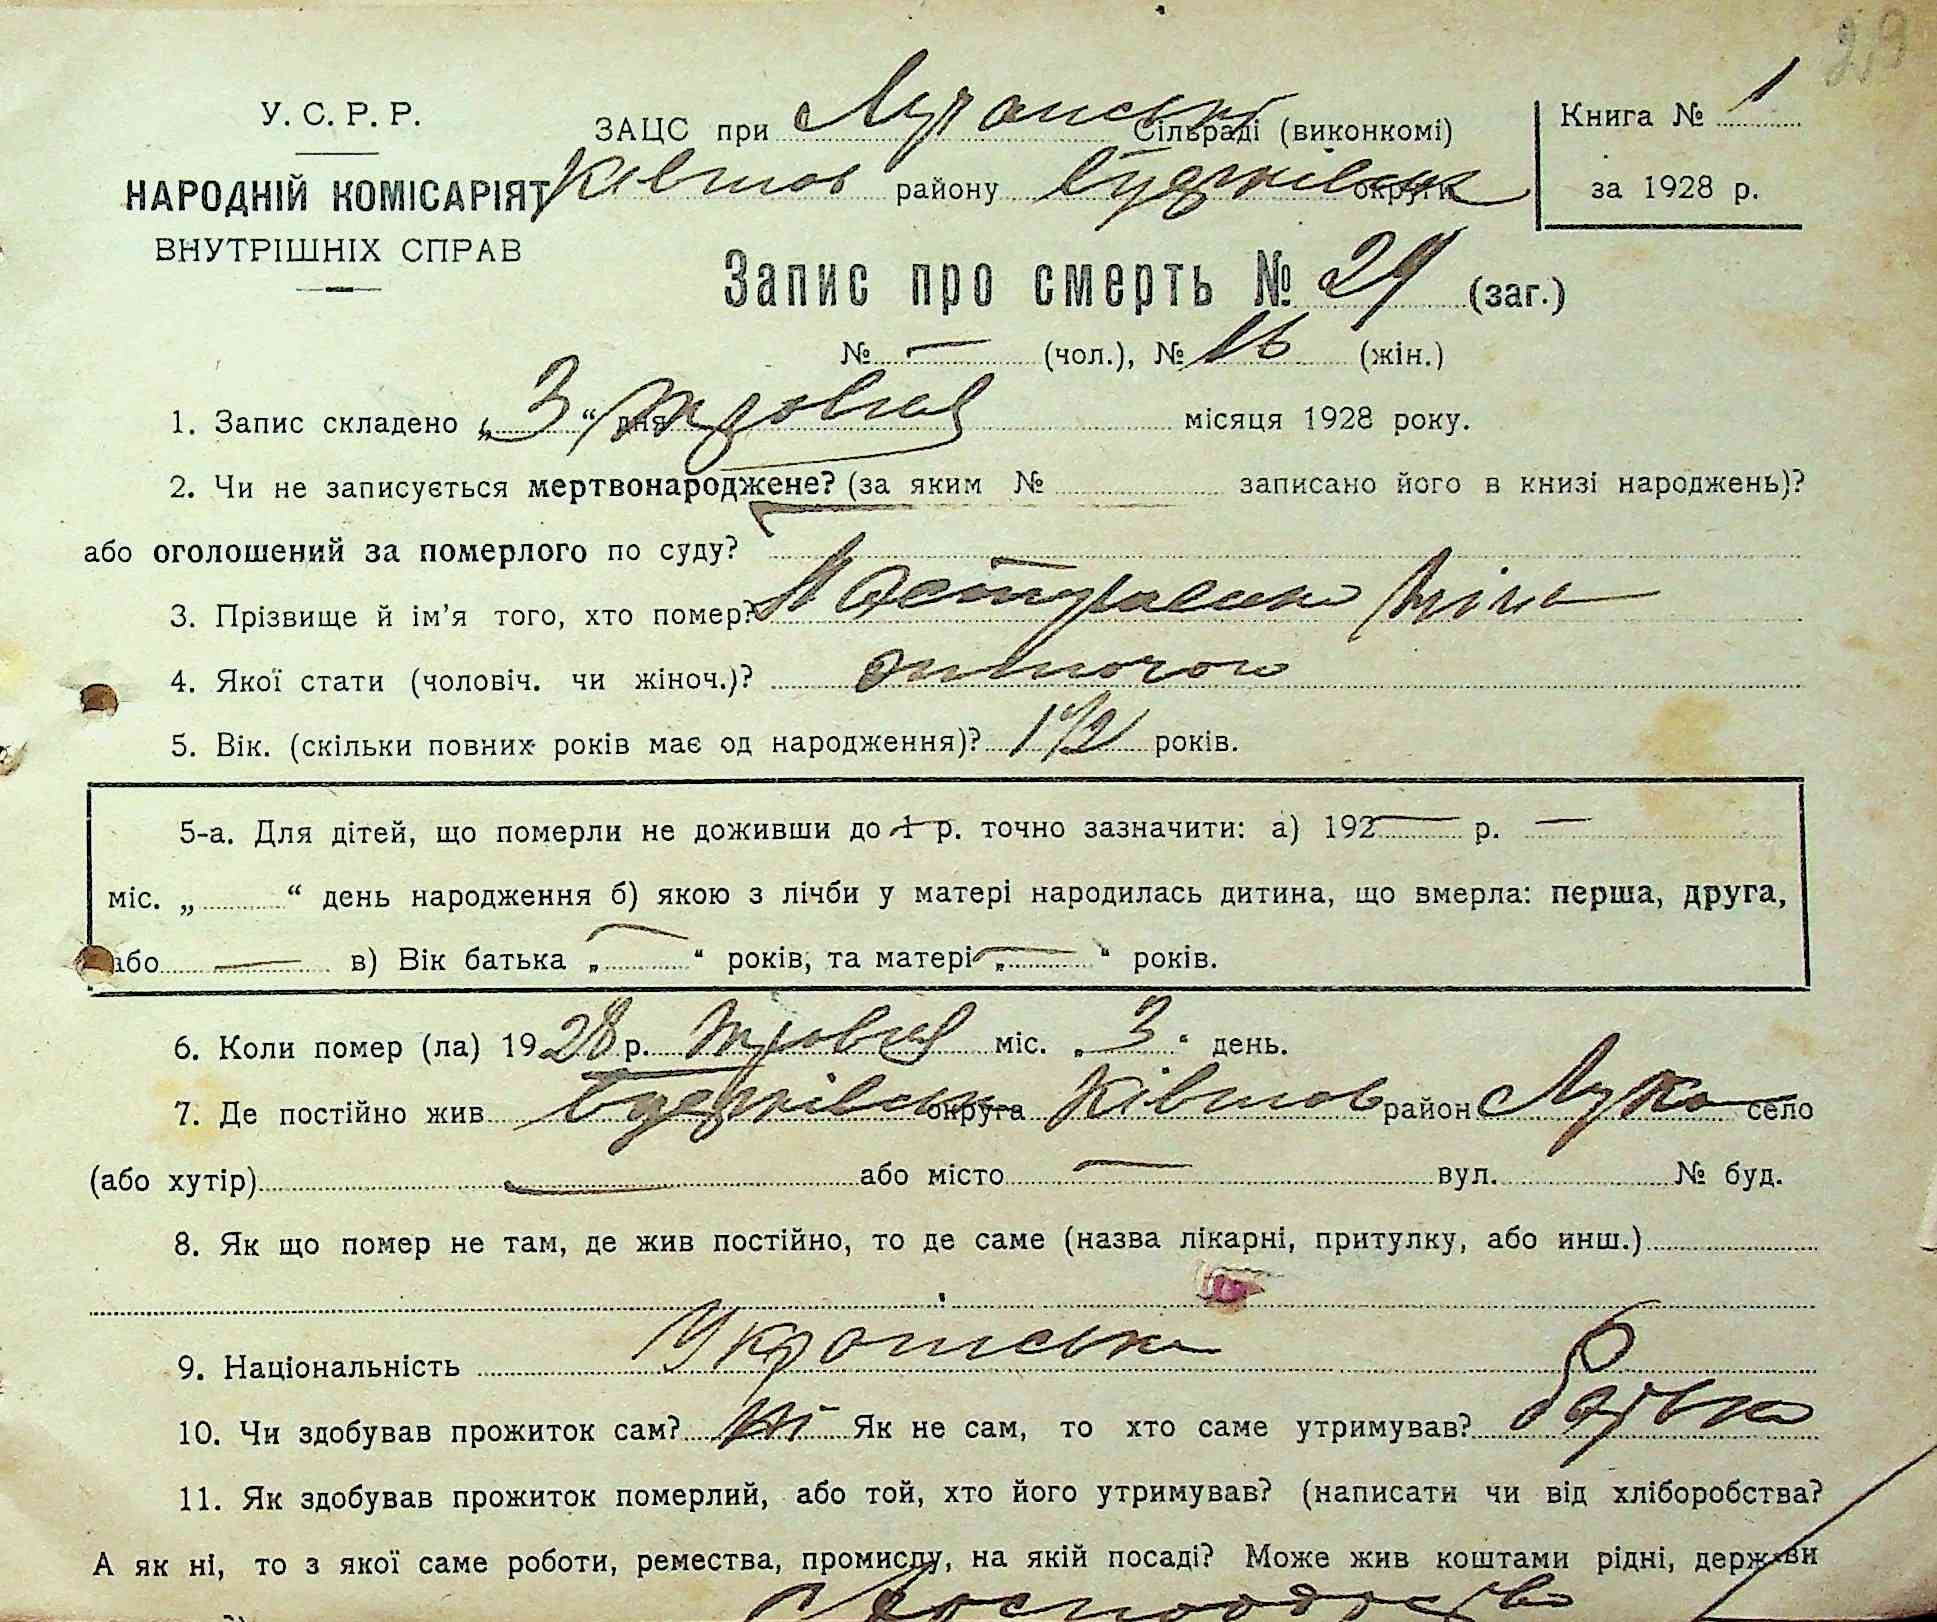 29
У. С. Р. Р.
НАРОДНІЙ КОМІСАРІЯТ
ВНУТРІШНІХ СПРАВ
ЗАЦС при Луганські Сільраді (виконкомі)
району округи
Книга № 1
за 1928 р.
Запис про смерть № 29 (заг.)
№ — (чол.), № 16 (жін.)
1. Запис складено „3“ дня травня місяця 1928 року.
2. Чи не записується мертвонароджене? (за яким № записано його в книзі народжень)?
або оголошений за померлого по суду?
3. Прізвище й ім'я того, хто помер?
4. Якої стати (чоловіч. чи жіноч.)? жіночою
5. Вік. (скільки повних років має од народження)? 1 1/2 років.
5-а. Для дітей, що померли не доживши до 1 р. точно зазначити: а) 192— р. —
міс. „ “ день народження б) якою з лічби у матері народилась дитина, що вмерла: перша, друга,
або — в) Вік батька „—“ років, та матері „—“ років.
6. Коли помер (ла) 1928 р. травня міс. „3“ день.
7. Де постійно жив округа район Лука село
(або хутір) — або місто — вул. № буд.
8. Як що помер не там, де жив постійно, то де саме (назва лікарні, притулку, або инш.)
9. Національність Українська
10. Чи здобував прожиток сам? Ні Як не сам, то хто саме утримував? батько
11. Як здобував прожиток померлий, або той, хто його утримував? (написати чи від хліборобства?
А як ні, то з якої саме роботи, ремества, промислу, на якій посаді? Може жив коштами рідні, держави